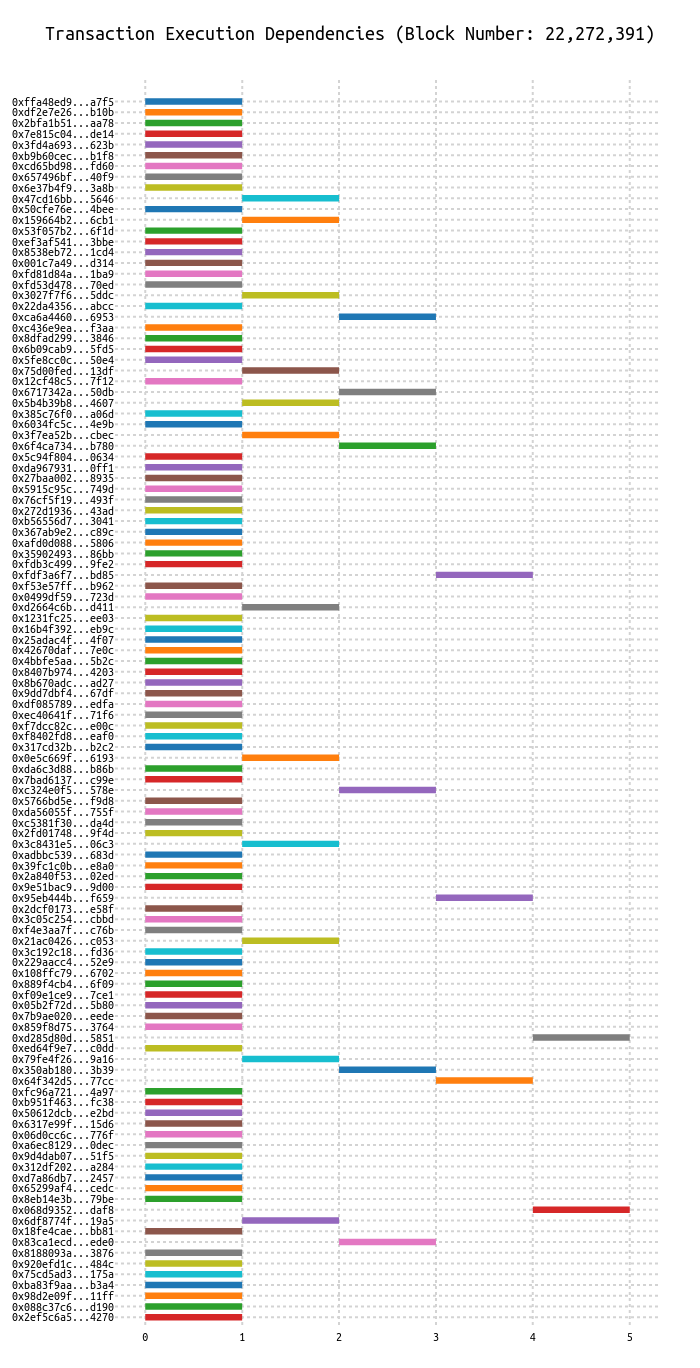 Transaction Execution Dependencies (Block Number: 22,272,391)
0xffa48ed9...a7f5
0xdf2e7e26...b10b
0x2bfa1b51...aa78
0x7e815c04...de14
0x3fd4a693...623b
0xb9b60cec...b1f8
0xcd65bd98...fd60
0x657496bf...40f9
0x6e37b4f9...3a8b
0x47cd16bb...5646
0x50cfe76e...4bee
0x159664b2...6cb1
0x53f057b2...6f1d
0xef3af541...3bbe
0x8538eb72...1cd4
0x001c7a49...d314
0xfd81d84a...1ba9
0xfd53d478...70ed
0x3027f7f6...5ddc
0x22da4356...abcc
0xca6a4460...6953
0xc436e9ea...f3aa
0x8dfad299...3846
0x6b09cab9...5fd5
0x5fe8cc0c...50e4
0x75d00fed...13df
0x12cf48c5...7f12
0x6717342a...50db
0x5b4b39b8...4607
0x385c76f0...a06d
0x6034fc5c...4e9b
0x3f7ea52b...cbec
0x6f4ca734...b780
0x5c94f804...0634
0xda967931...0ff1
0x27baa002...8935
0x5915c95c...749d
0x76cf5f19...493f
0x272d1936...43ad
0xb56556d7...3041
0x367ab9e2...c89c
0xafd0d088...5806
0x35902493...86bb
0xfdb3c499...9fe2
0xfdf3a6f7...bd85
0xf53e57ff...b962
0x0499df59...723d
0xd2664c6b...d411
0x1231fc25...ee03
0x16b4f392...eb9c
0x25adac4f...4f07
0x42670daf...7e0c
0x4bbfe5aa...5b2c
0x8407b974...4203
0x8b670adc...ad27
0x9dd7dbf4...67df
0xdf085789...edfa
0xec40641f...71f6
0xf7dcc82c...e00c
0xf8402fd8...eaf0
0x317cd32b...b2c2
0x0e5c669f...6193
0xda6c3d88...b86b
0x7bad6137...c99e
0xc324e0f5...578e
0x5766bd5e...f9d8
0xda56055f...755f
0xc5381f30...da4d
0x2fd01748...9f4d
0x3c8431e5...06c3
0xadbbc539...683d
0x39fc1c0b...e8a0
0x2a840f53...02ed
0x9e51bac9...9d00
0x95eb444b...f659
0x2dcf0173...e58f
0x3c05c254...cbbd
0xf4e3aa7f...c76b
0x21ac0426...c053
0x3c192c18...fd36
0x229aacc4...52e9
0x108ffc79...6702
0x889f4cb4...6f09
0xf09e1ce9...7ce1
0x05b2f72d...5b80
0x7b9ae020...eede
0x859f8d75...3764
0xd285d80d...5851
0xed64f9e7...c0dd
0x79fe4f26...9a16
0x350ab180...3b39
0x64f342d5...77cc
0xfc96a721...4a97
0xb951f463...fc38
0x50612dcb...e2bd
0x6317e99f...15d6
0x06d0cc6c...776f
0xa6ec8129...0dec
0x9d4dab07...51f5
0x312df202...a284
0xd7a86db7...2457
0x65299af4...cedc
0x8eb14e3b...79be
0x068d9352...daf8
0x6df8774f...19a5
0x18fe4cae...bb81
0x83ca1ecd...ede0
0x8188093a...3876
0x920efd1c...484c
0x75cd5ad3...175a
0xba83f9aa...b3a4
0x98d2e09f...11ff
0x088c37c6...d190
0x2ef5c6a5...4270
0 1 2 3 4 5